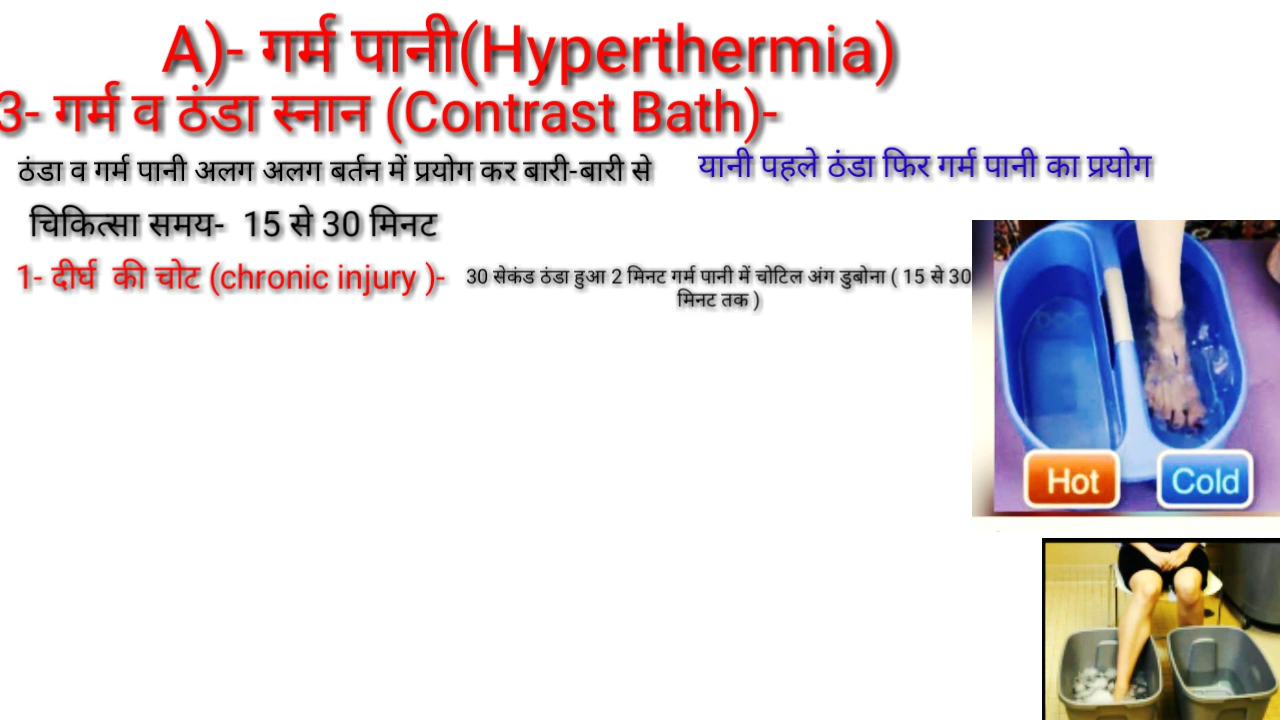 A)- गर्म पानी(Hyperthermia)
3- गर्म व ठंडा स्नान (Contrast Bath)-
ठंडा व गर्म पानी अलग अलग बर्तन में प्रयोग कर बारी-बारी से
यानी पहले ठंडा फिर गर्म पानी का प्रयोग
चिकित्सा समय- 15 से 30 मिनट
1- दीर्घ की चोट (chronic injury )-
30 सेकंड ठंडा हुआ 2 मिनट गर्म पानी में चोटिल अंग डुबोना ( 15 से 30
मिनट तक )
Hot
Cold